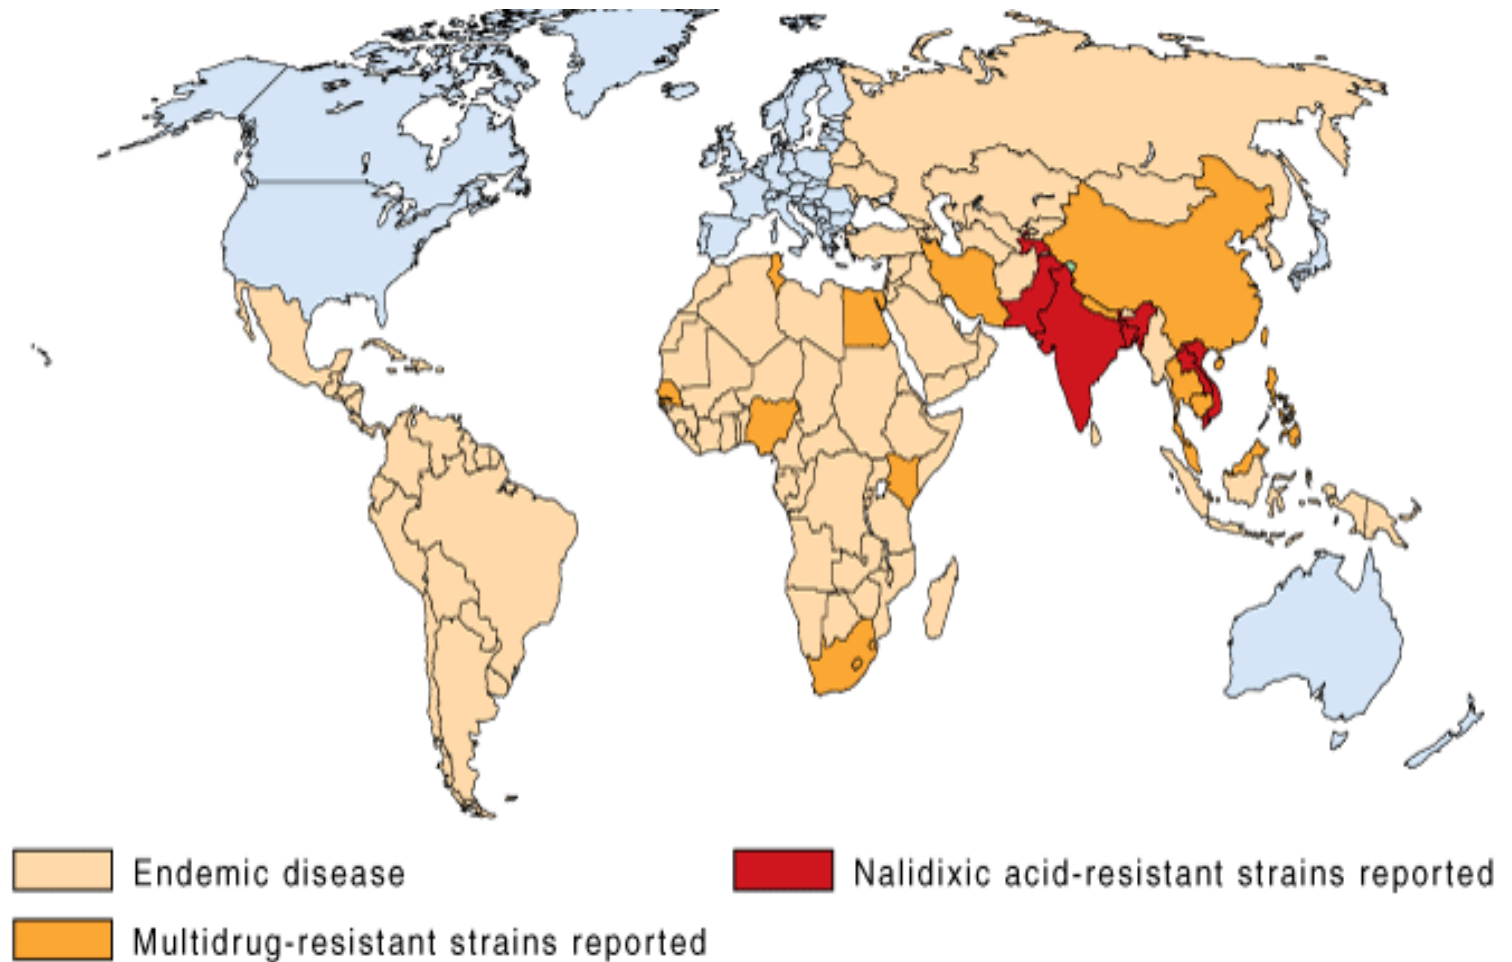 Endemic disease
Multidrug-resistant strains reported
Nalidixic acid-resistant strains reported